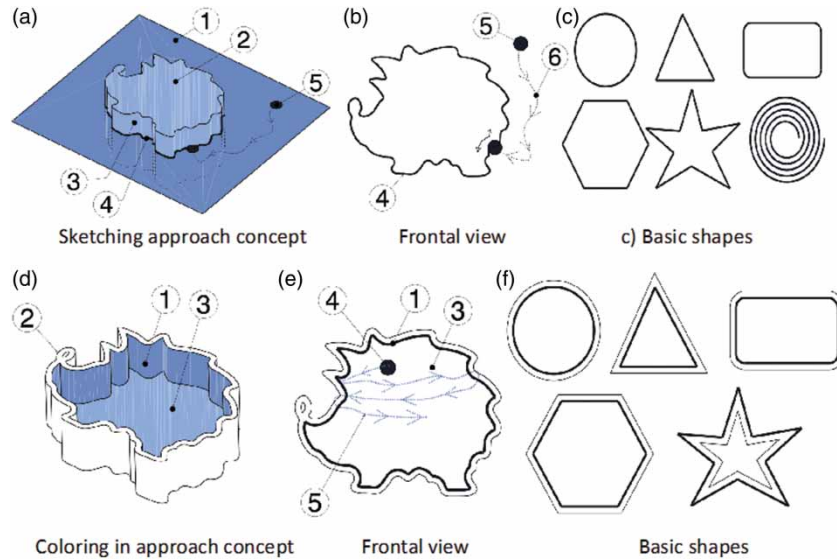 (a)
1
2
5
3
4
Sketching approach concept
(b)
5
6
4
Frontal view
(c)
c) Basic shapes
(d)
1
3
2
Coloring in approach concept
(e)
4
1
3
5
Frontal view
(f)
Basic shapes